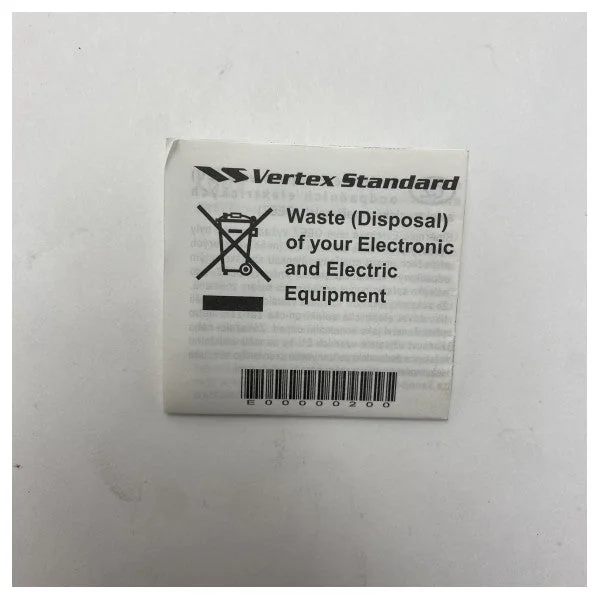 Vertex Standard
Waste (Disposal)
of your Electronic
and Electric
Equipment
E00000200